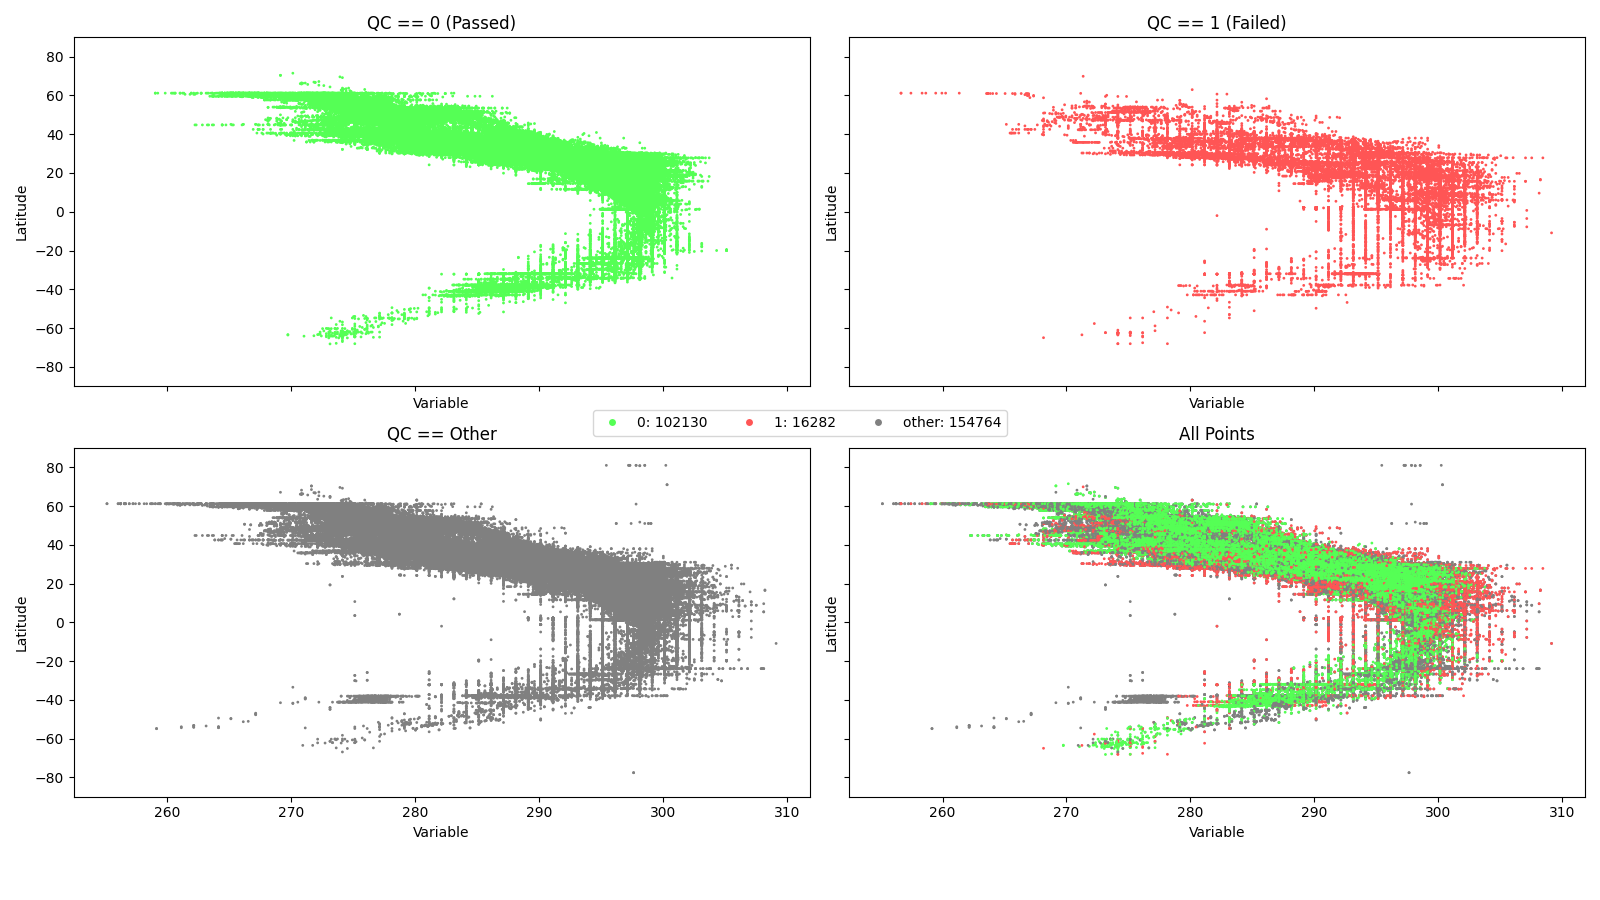 QC == 0 (Passed)
QC == 1 (Failed)
80
60
40
20
0
−20
−40
−60
−80
Latitude
Latitude
Variable
Variable
0: 102130
1: 16282
other: 154764
QC == Other
All Points
80
60
40
20
0
−20
−40
−60
−80
Latitude
Latitude
260 270 280 290 300 310
260 270 280 290 300 310
Variable
Variable